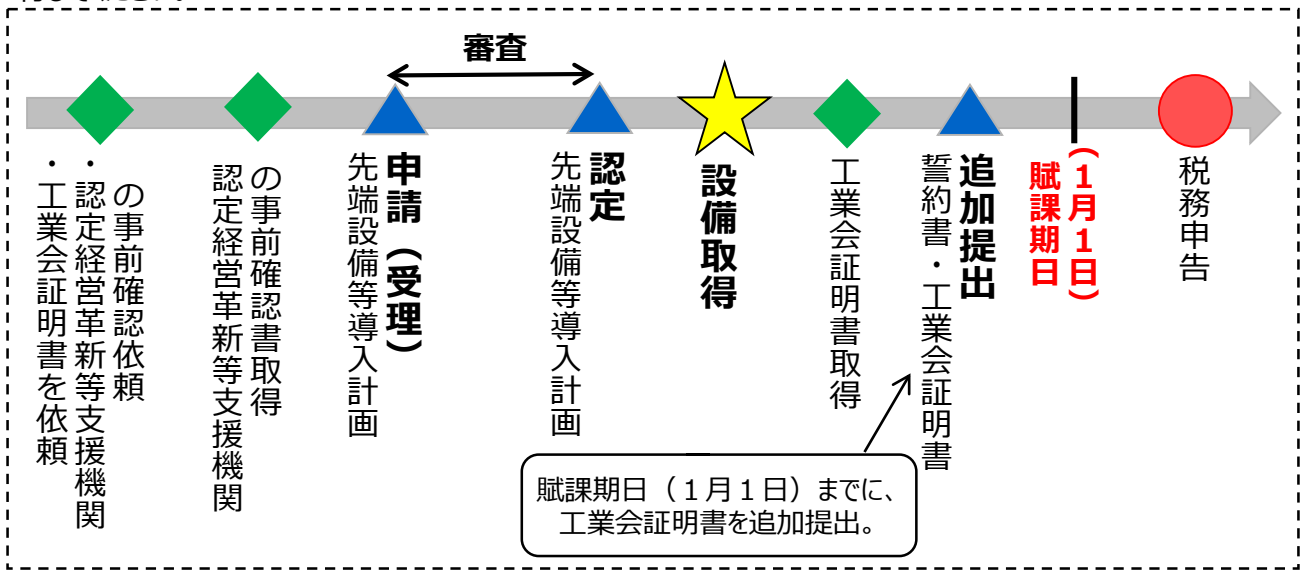 審査
・認定経営革新等支援機関
の事前確認依頼
・工業会証明書を依頼
認定経営革新等支援機関
の事前確認書取得
申請（受理）
先端設備等導入計画
認定
先端設備等導入計画
設備取得
工業会証明書取得
追加提出
誓約書・工業会証明書
（１月１日）
賦課期日
税務申告
賦課期日（１月１日）までに、
工業会証明書を追加提出。